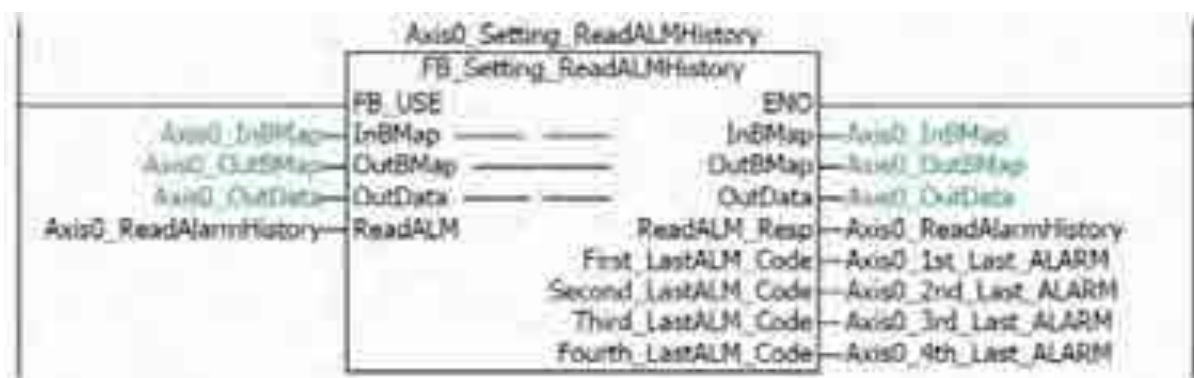 Axis0_Setting_ReadALMHistory
FB_Setting_ReadALMHistory
FB_USE ENO
Axis0_InBMap InBMap InBMap Axis0_InBMap
Axis0_OutBMap OutBMap OutBMap Axis0_OutBMap
Axis0_OutData OutData OutData Axis0_OutData
Axis0_ReadAlarmHistory ReadALM ReadALM_Resp Axis0_ReadAlarmHistory
First_LastALM_Code Axis0_1st_Last_ALARM
Second_LastALM_Code Axis0_2nd_Last_ALARM
Third_LastALM_Code Axis0_3rd_Last_ALARM
Fourth_LastALM_Code Axis0_4th_Last_ALARM